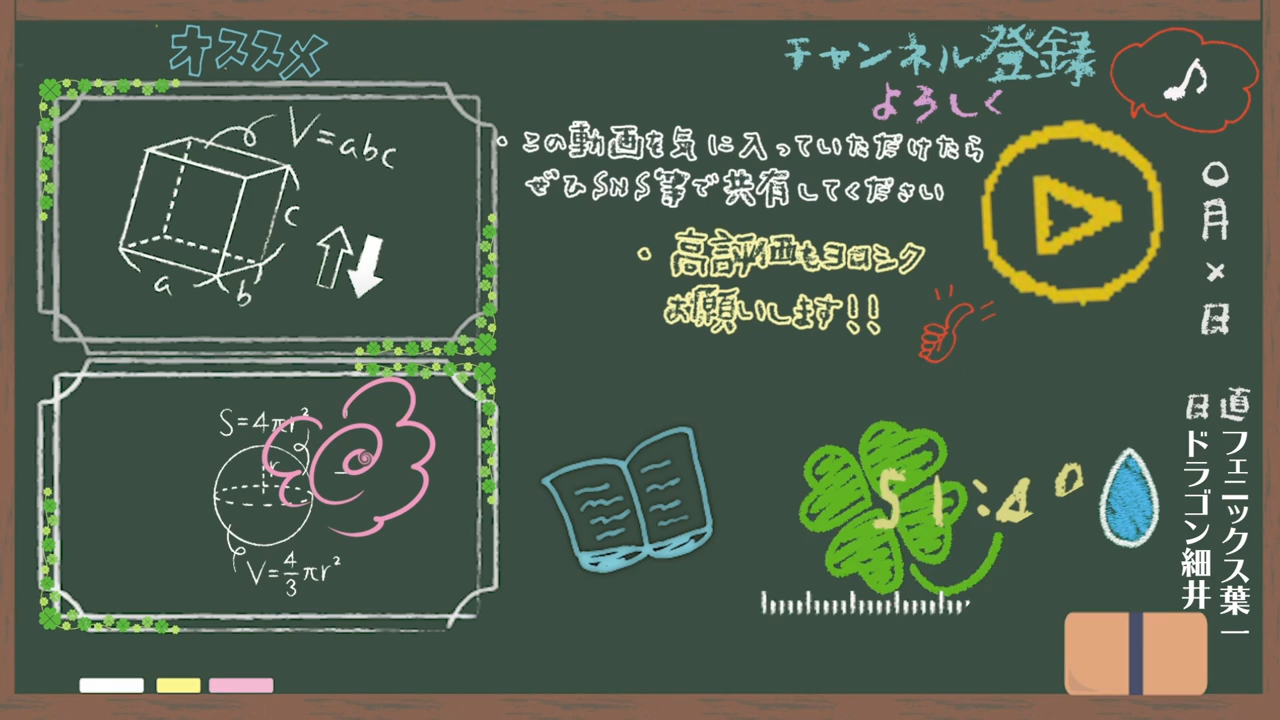 オススメ
V=abc
c
a
b
S=4πr²
r
V=4/3πr²
チャンネル登録
よろしく
・この動画を気に入っていただけたら
ぜひSNS等で共有してください
・高評価もヨロシク
お願いします!!
♪
〇月×日
日直
フェニックス葉一
ドラゴン細井